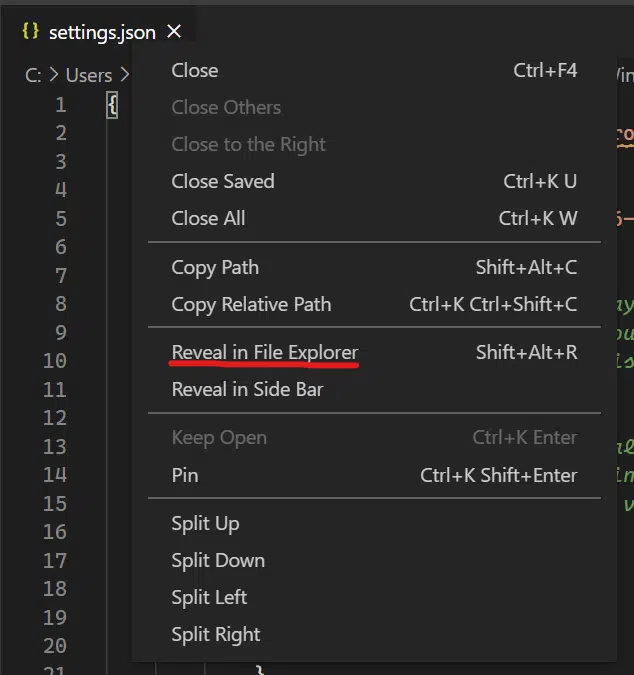 {} settings.json ×
C: > Users >
1 {
2
3
4
5
6
7
8
9
10
11
12
13
14
15
16
17
18
19
20
21 }
Close Ctrl+F4
Close Others
Close to the Right
Close Saved Ctrl+K U
Close All Ctrl+K W
Copy Path Shift+Alt+C
Copy Relative Path Ctrl+K Ctrl+Shift+C
Reveal in File Explorer Shift+Alt+R
Reveal in Side Bar
Keep Open Ctrl+K Enter
Pin Ctrl+K Shift+Enter
Split Up
Split Down
Split Left
Split Right